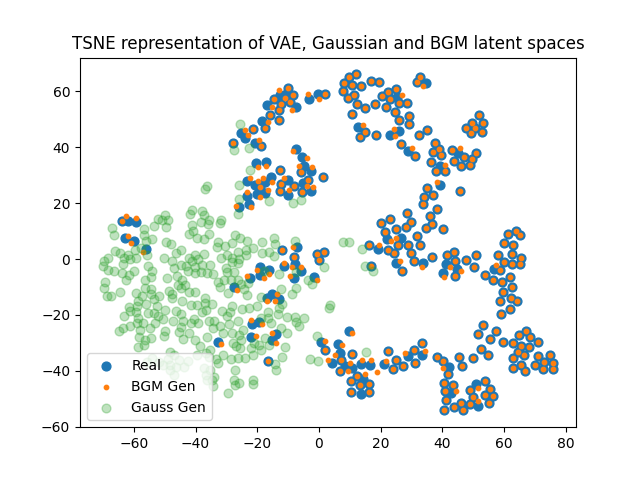 TSNE representation of VAE, Gaussian and BGM latent spaces
60
40
20
0
−20
−40
−60
Real
BGM Gen
Gauss Gen
−60 −40 −20 0 20 40 60 80